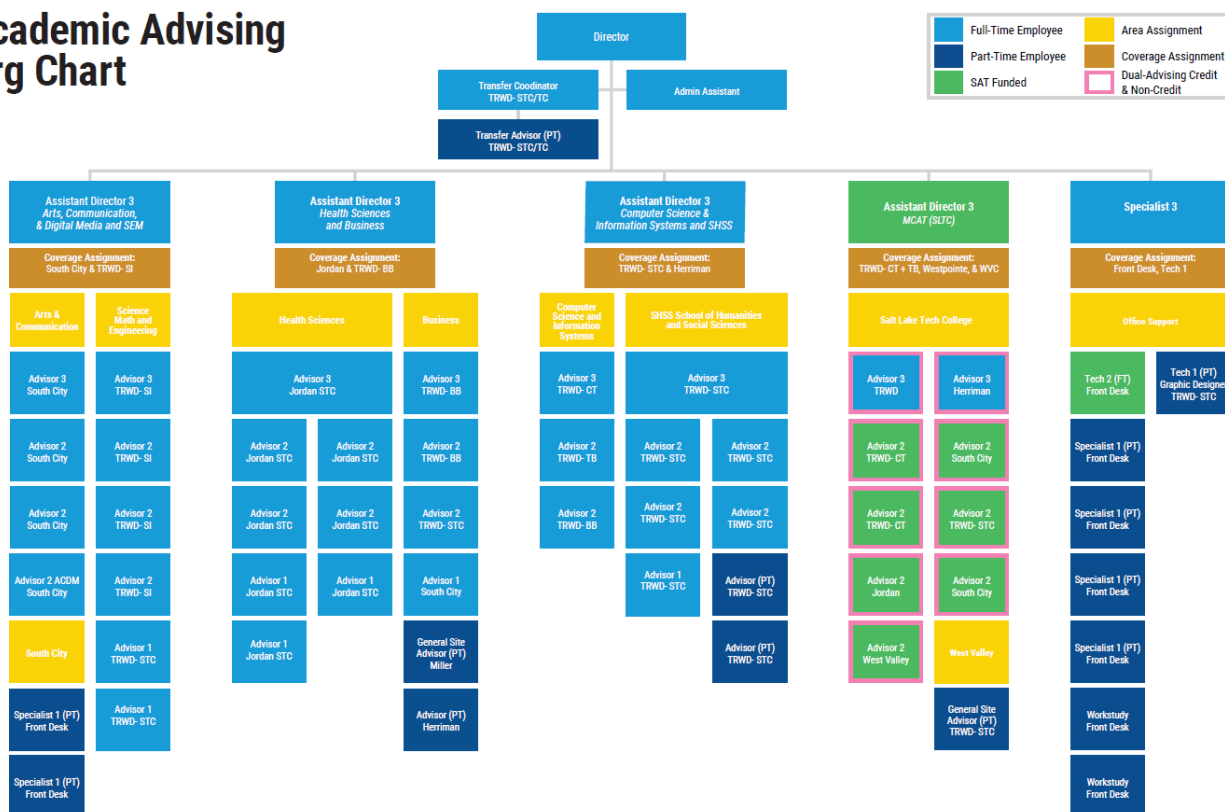 cademic Advising
rg Chart
Director
Full-Time Employee
Area Assignment
Part-Time Employee
Coverage Assignment
SAT Funded
Dual-Advising Credit
& Non-Credit
Transfer Coodinator
TRWD- STC/TC
Admin Assistant
Transfer Advisor (PT)
TRWD- STC/TC
Assistant Director 3
Arts, Communication,
& Digital Media and SEM
Coverage Assignment:
South City & TRWD- SI
Arts &
Communication
Advisor 3
South City
Advisor 2
South City
Advisor 2
South City
Advisor 2 ACDM
South City
South City
Specialist 1 (PT)
Front Desk
Specialist 1 (PT)
Front Desk
Science
Math and
Engineering
Advisor 3
TRWD- SI
Advisor 2
TRWD- SI
Advisor 2
TRWD- SI
Advisor 2
TRWD- SI
Advisor 1
TRWD- STC
Advisor 1
TRWD- STC
Assistant Director 3
Health Sciences
and Business
Coverage Assignment:
Jordan & TRWD- BB
Health Sciences
Advisor 3
Jordan STC
Advisor 2
Jordan STC
Advisor 2
Jordan STC
Advisor 2
Jordan STC
Advisor 2
Jordan STC
Advisor 1
Jordan STC
Advisor 1
Jordan STC
Advisor 1
Jordan STC
Business
Advisor 3
TRWD- BB
Advisor 2
TRWD- BB
Advisor 2
TRWD- STC
Advisor 1
South City
General Site
Advisor (PT)
Miller
Advisor (PT)
Herriman
Assistant Director 3
Computer Science &
Information Systems and SHSS
Coverage Assignment:
TRWD- STC & Herriman
Computer
Science and
Information
Systems
Advisor 3
TRWD- CT
Advisor 2
TRWD- TB
Advisor 2
TRWD- BB
SHSS School of Humanities
and Social Sciences
Advisor 3
TRWD- STC
Advisor 2
TRWD- STC
Advisor 2
TRWD- STC
Advisor 2
TRWD- STC
Advisor 2
TRWD- STC
Advisor 1
TRWD- STC
Advisor (PT)
TRWD- STC
Advisor (PT)
TRWD- STC
Assistant Director 3
MCAT (SLTC)
Coverage Assignment:
TRWD- CT + TB, Westpointe, & WVC
Salt Lake Tech College
Advisor 3
TRWD
Advisor 3
Herriman
Advisor 2
TRWD- CT
Advisor 2
South City
Advisor 2
TRWD- CT
Advisor 2
TRWD- STC
Advisor 2
Jordan
Advisor 2
South City
Advisor 2
West Valley
West Valley
General Site
Advisor (PT)
TRWD- STC
Specialist 3
Coverage Assignment:
Front Desk, Tech 1
Office Support
Tech 2 (FT)
Front Desk
Tech 1 (PT)
Graphic Designer
TRWD- STC
Specialist 1 (PT)
Front Desk
Specialist 1 (PT)
Front Desk
Specialist 1 (PT)
Front Desk
Specialist 1 (PT)
Front Desk
Workstudy
Front Desk
Workstudy
Front Desk